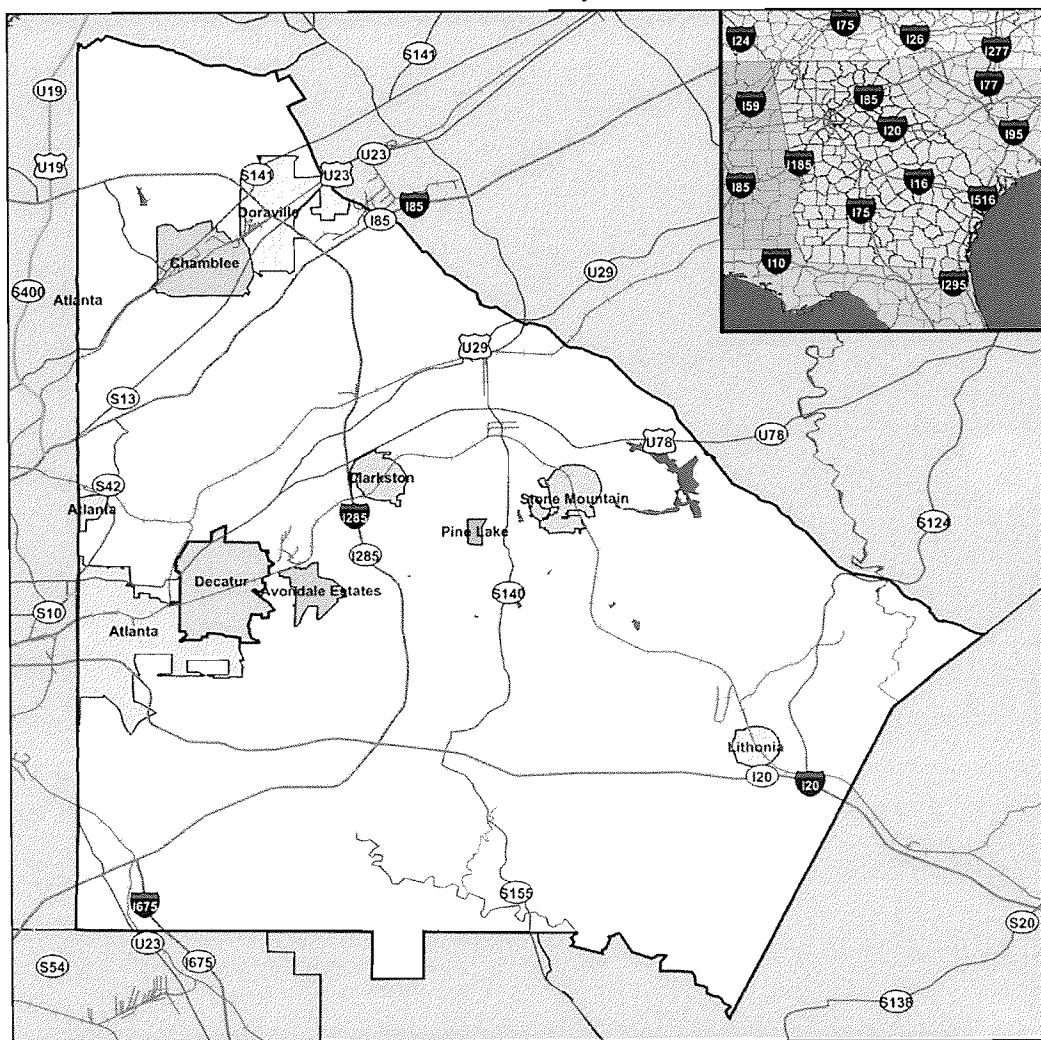 I75
I24
I26
I277
S141
U19
I77
I59
I85
I20
I95
U23
U19
S141
U23
I185
I85
I16
I516
Doraville
I85
I85
I75
Chamblee
I10
U29
I295
S400
Atlanta
U29
S13
U78
U78
Clarkston
S42
Stone Mountain
Atlanta
I285
S124
Pine Lake
I285
Decatur
Avondale Estates
S140
S10
Atlanta
Lithonia
I20
I20
S155
I675
S20
U23
S54
I675
S138